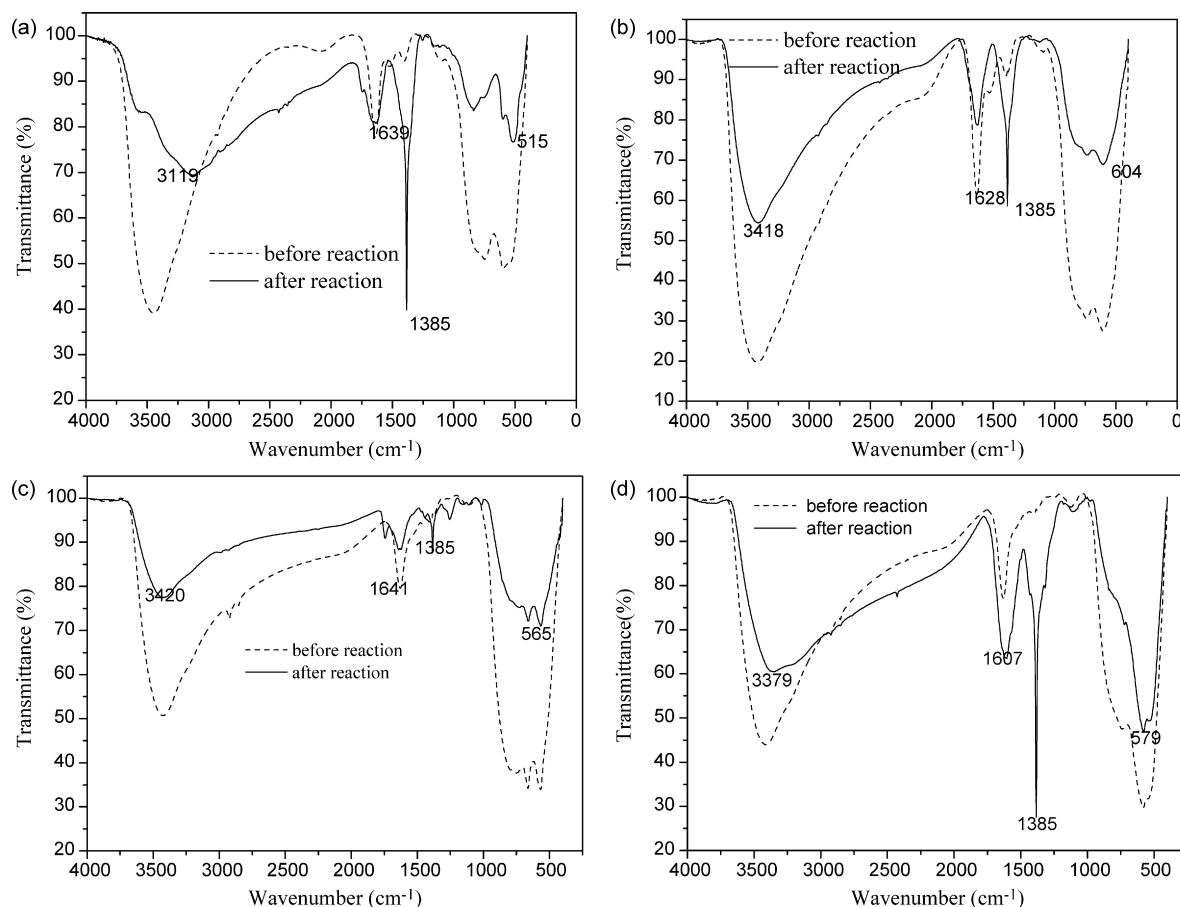 (a)
100
90
80
70
60
50
40
30
20
Transmittance (%)
3119
1639
515
1385
before reaction
after reaction
4000 3500 3000 2500 2000 1500 1000 500 0
Wavenumber (cm-1)
(b)
100
90
80
70
60
50
40
30
20
10
Transmittance(%)
before reaction
after reaction
3418
1628
1385
604
4000 3500 3000 2500 2000 1500 1000 500 0
Wavenumber (cm-1)
(c)
100
90
80
70
60
50
40
30
20
Transmittance (%)
3420
1641
1385
565
before reaction
after reaction
4000 3500 3000 2500 2000 1500 1000 500
Wavenumber (cm-1)
(d)
100
90
80
70
60
50
40
30
20
Transmittance(%)
before reaction
after reaction
3379
1607
1385
579
4000 3500 3000 2500 2000 1500 1000 500
Wavenumber (cm-1)